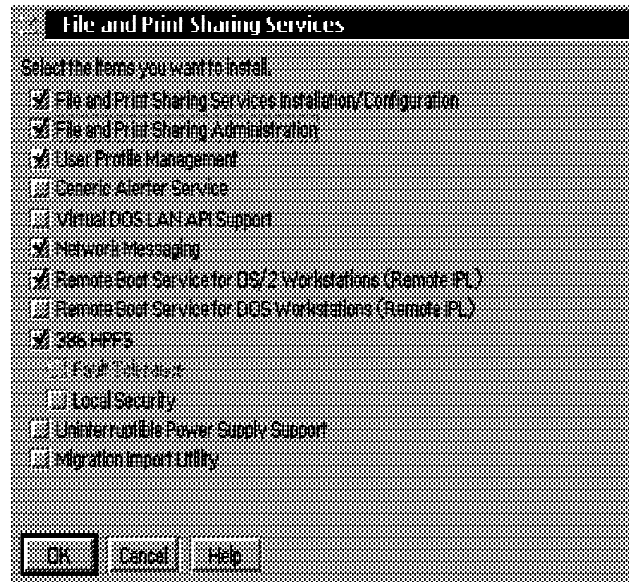 File and Print Sharing Services
Select the items you want to install.
File and Print Sharing Services Installation/Configuration
File and Print Sharing Administration
User Profile Management
Generic Alerter Service
Virtual DOS LAN API Support
Network Messaging
Remote Boot Service for OS/2 Workstations (Remote IPL)
Remote Boot Service for DOS Workstations (Remote IPL)
386 HPFS
Fault Tolerance
Local Security
Uninterruptible Power Supply Support
Migration Import Utility
OK Cancel Help